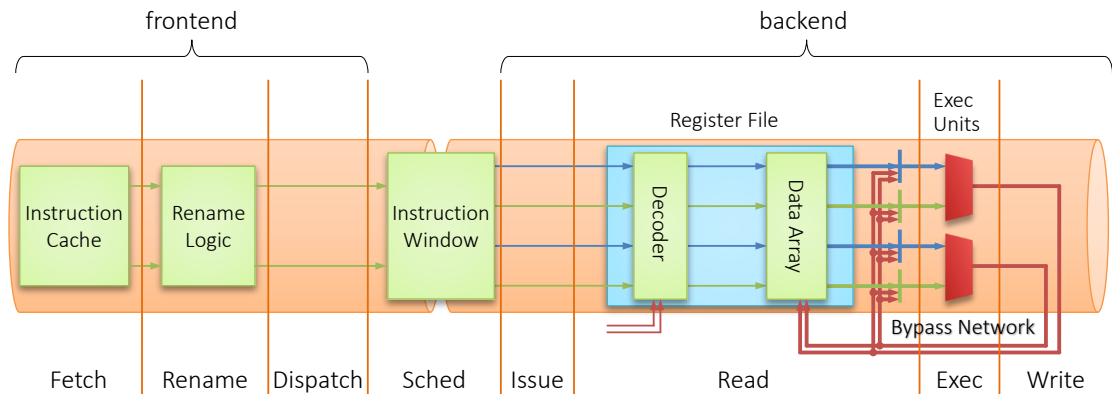 frontend
backend
Register File
Exec
Units
Instruction
Cache
Rename
Logic
Instruction
Window
Decoder
Data Array
Bypass Network
Fetch
Rename
Dispatch
Sched
Issue
Read
Exec
Write